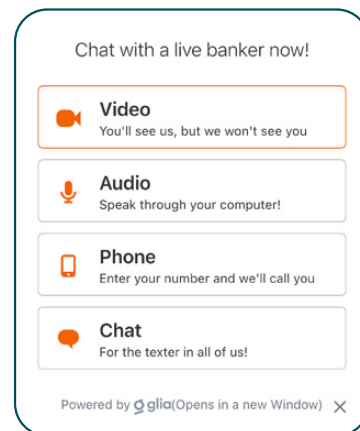 Chat with a live banker now!
Video
You'll see us, but we won't see you
Audio
Speak through your computer!
Phone
Enter your number and we'll call you
Chat
For the texter in all of us!
Powered by glia(Opens in a new Window)